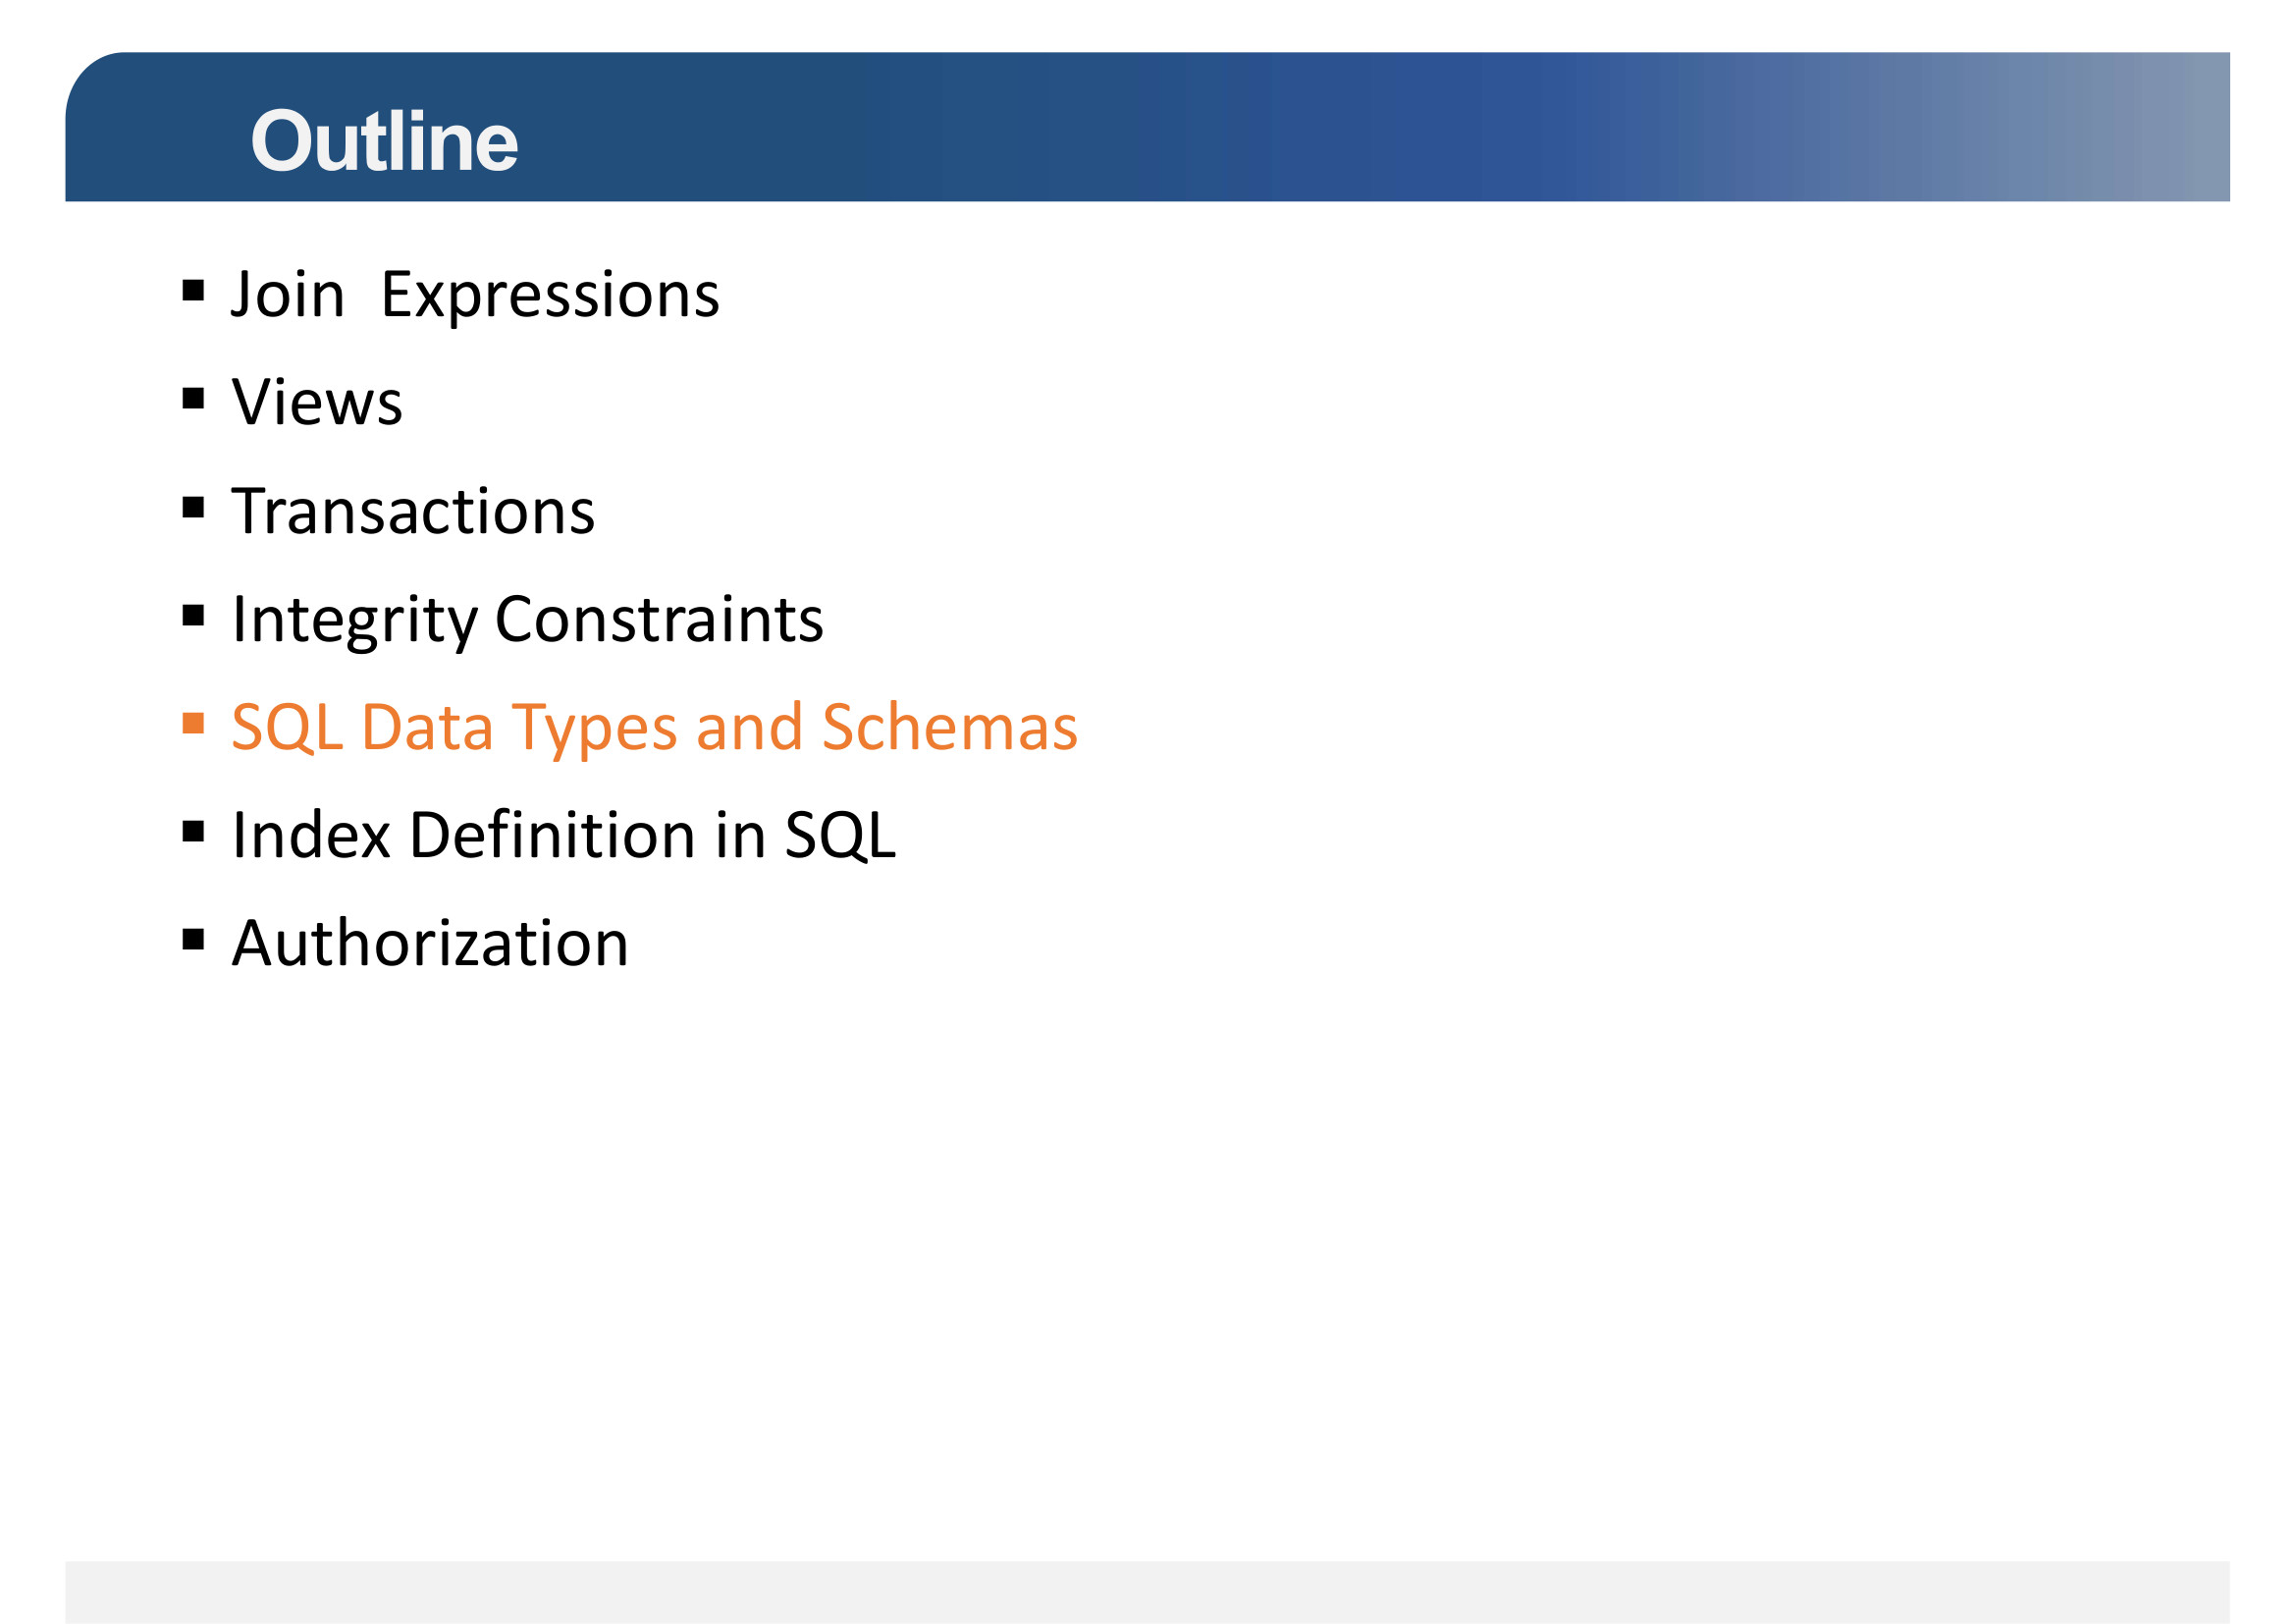 Outline
▪ Join  Expressions
▪ Views
▪ Transactions
▪ Integrity Constraints
▪ SQL Data Types and Schemas
▪ Index Definition in SQL
▪ Authorization